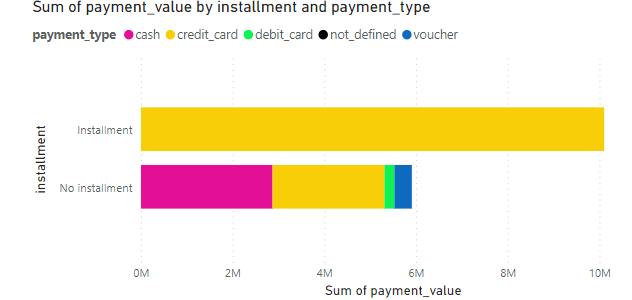 Sum of payment_value by installment and payment_type
payment_type cash credit_card debit_card not_defined voucher
installment
Installment
No installment
0M 2M 4M 6M 8M 10M
Sum of payment_value